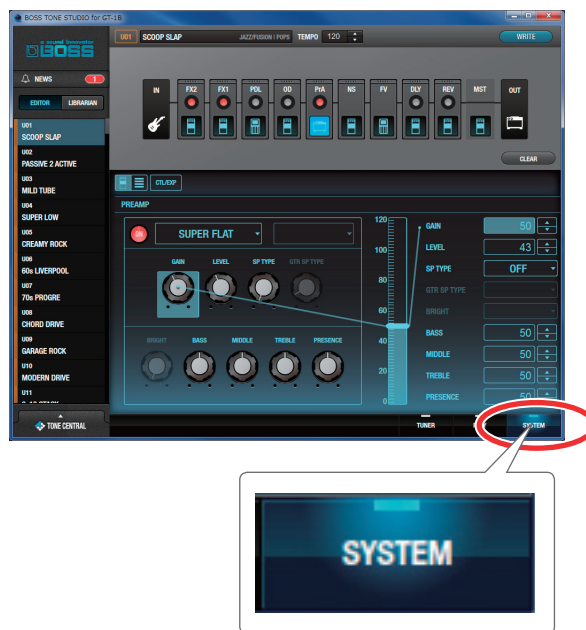 BOSS TONE STUDIO for GT-1B
a sound innovator
BOSS
U01 SCOOP SLAP JAZZ/FUSION | POPS TEMPO 120 WRITE
NEWS 1
EDITOR LIBRARIAN
IN FX2 FX1 PDL OD PrA NS FV DLY REV MST OUT
CLEAR
U01
SCOOP SLAP
U02
PASSIVE 2 ACTIVE
U03
MILD TUBE
U04
SUPER LOW
U05
CREAMY ROCK
U06
60s LIVERPOOL
U07
70s PROGRE
U08
CHORD DRIVE
U09
GARAGE ROCK
U10
MODERN DRIVE
U11
TONE CENTRAL
CTL/EXP
PREAMP
ON SUPER FLAT
GAIN LEVEL SP TYPE GTR SP TYPE
BRIGHT BASS MIDDLE TREBLE PRESENCE
120
100
80
60
40
20
0
GAIN 50
LEVEL 43
SP TYPE OFF
GTR SP TYPE
BRIGHT
BASS 50
MIDDLE 50
TREBLE 50
PRESENCE 50
TUNER SYSTEM
SYSTEM